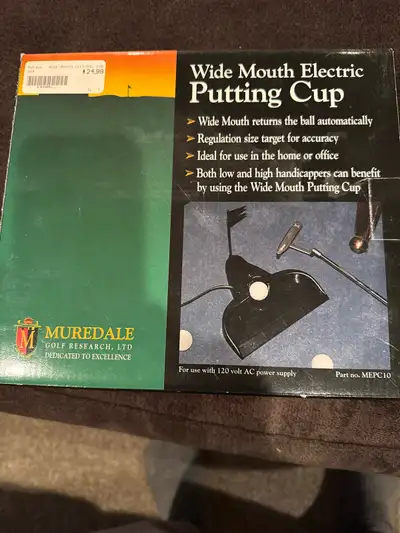 $24.99
Wide Mouth Electric
Putting Cup
➢ Wide Mouth returns the ball automatically
➢ Regulation size target for accuracy
➢ Ideal for use in the home or office
➢ Both low and high handicappers can benefit
by using the Wide Mouth Putting Cup
M
MUREDALE
GOLF RESEARCH, LTD
DEDICATED TO EXCELLENCE
For use with 120 volt AC power supply
Part no. MEPC10